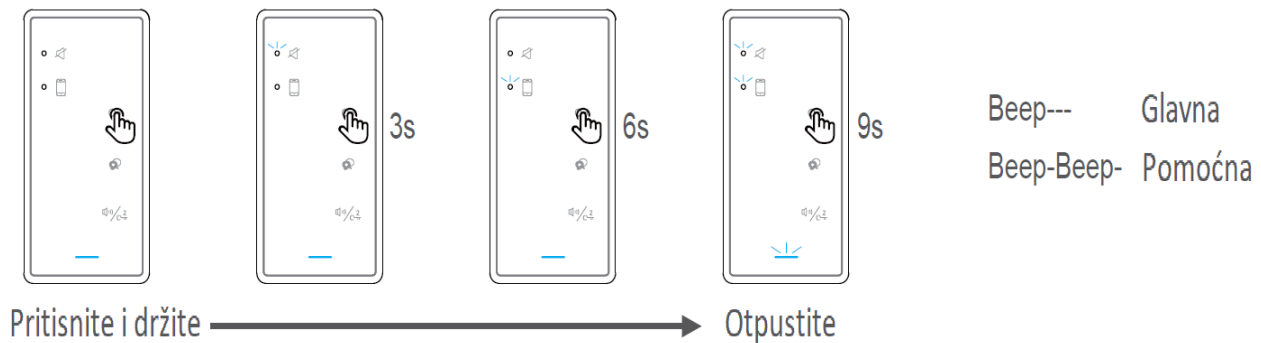 3s
6s
9s
Beep--- Glavna
Beep-Beep- Pomoćna
Pritisnite i držite
Otpustite